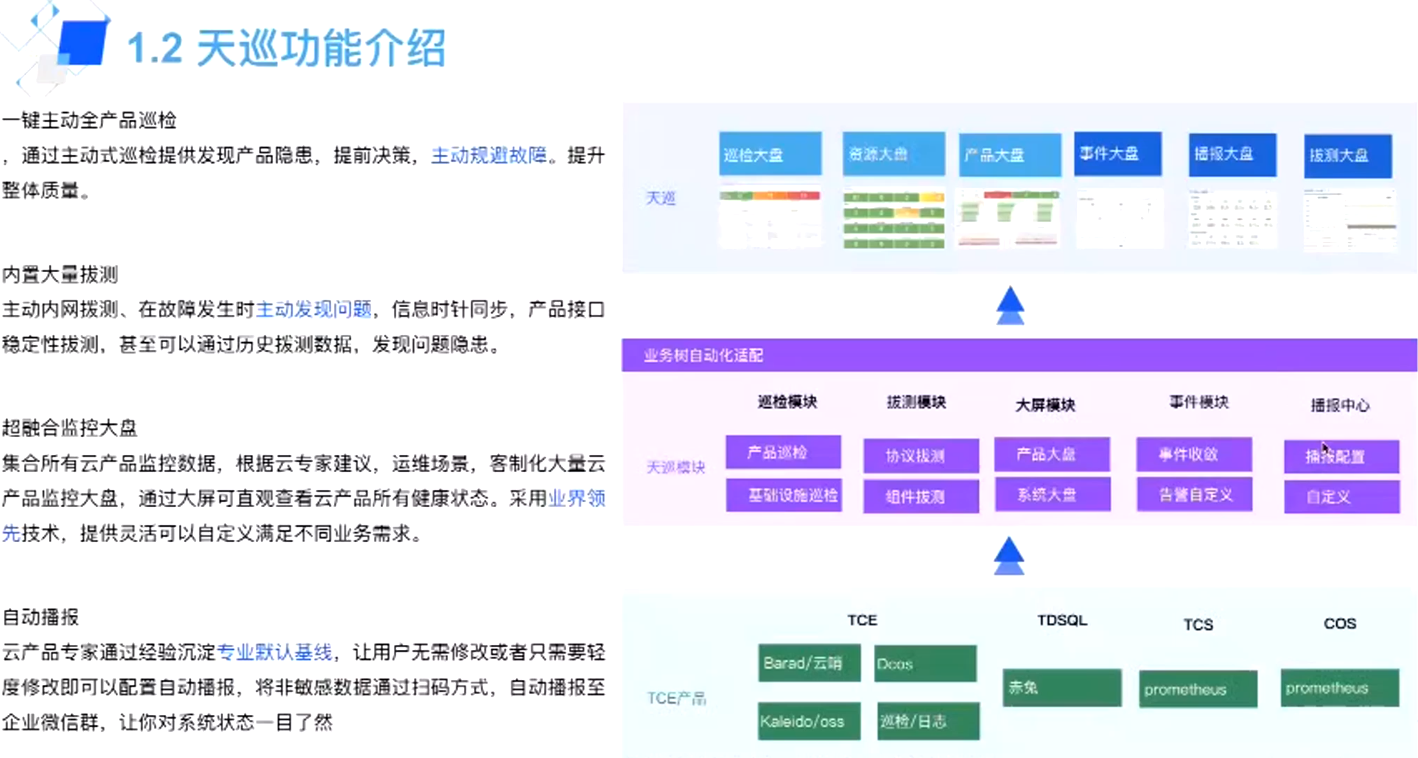 1.2 天巡功能介绍
一键主动全产品巡检
，通过主动式巡检提供发现产品隐患，提前决策，主动规避故障。提升
整体质量。
内置大量拔测
主动内网拨测、在故障发生时主动发现问题，信息时针同步，产品接口
稳定性拔测，甚至可以通过历史拨测数据，发现问题隐患。
超融合监控大盘
集合所有云产品监控数据，根据云专家建议，运维场景，客制化大量云
产品监控大盘，通过大屏可直观查看云产品所有健康状态。采用业界领
先技术，提供灵活可以自定义满足不同业务需求。
自动播报
云产品专家通过经验沉淀专业默认基线，让用户无需修改或者只需要轻
度修改即可以配置自动播报，将非敏感数据通过扫码方式，自动播报至
企业微信群，让你对系统状态一目了然
天巡
巡检大盘 资源大盘 产品大盘 事件大盘 播报大盘 拔测大盘
业务树自动化适配
天巡模块
巡检模块 拔测模块 大屏模块 事件模块 播报中心
产品巡检 协议拔测 产品大盘 事件收敛 播报配置
基础设施巡检 组件拔测 系统大盘 告警自定义 自定义
TCE产品
TCE TDSQL TCS COS
Barad/云哨 Dcos
赤兔 prometheus prometheus
Kaleido/oss 巡检/日志